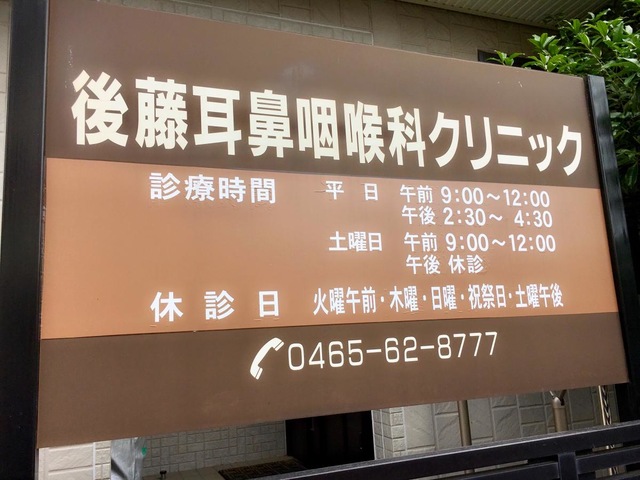 後藤耳鼻咽喉科クリニック
診療時間 平日 午前 9:00～12:00
午後 2:30～ 4:30
土曜日 午前 9:00～12:00
午後 休診
休診日 火曜午前・木曜・日曜・祝祭日・土曜午後
0465-62-8777